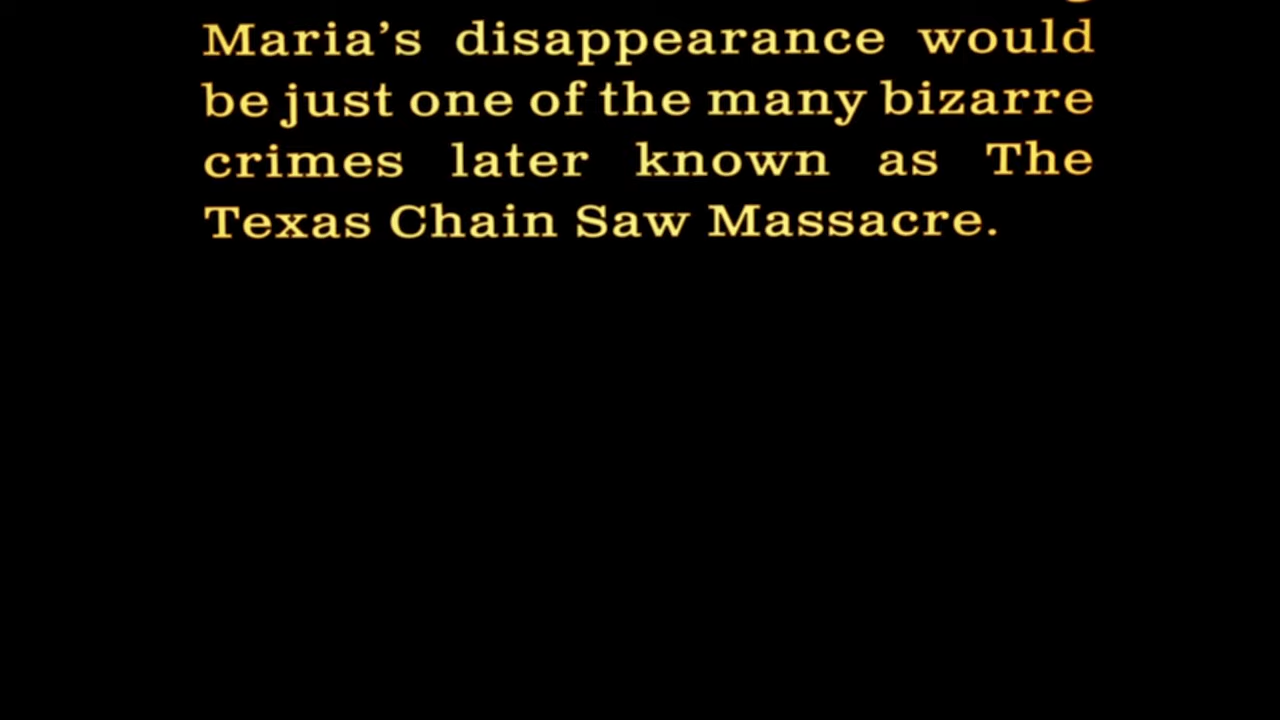 Maria’s disappearance would
be just one of the many bizarre
crimes later known as The
Texas Chain Saw Massacre.